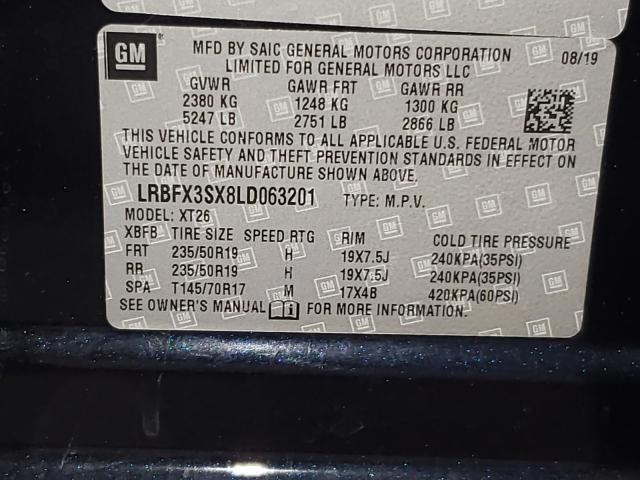 GM
MFD BY SAIC GENERAL MOTORS CORPORATION
LIMITED FOR GENERAL MOTORS LLC
08/19
GVWR GAWR FRT GAWR RR
2380 KG 1248 KG 1300 KG
5247 LB 2751 LB 2866 LB
THIS VEHICLE CONFORMS TO ALL APPLICABLE U.S. FEDERAL MOTOR
VEHICLE SAFETY AND THEFT PREVENTION STANDARDS IN EFFECT ON
THE DATE OF MANUFACTURE SHOWN ABOVE.
LRBFX3SX8LD063201 TYPE: M.P.V.
MODEL: XT26
XBFB TIRE SIZE SPEED RTG RIM COLD TIRE PRESSURE
FRT 235/50R19 H 19X7.5J 240KPA(35PSI)
RR 235/50R19 H 19X7.5J 240KPA(35PSI)
SPA T145/70R17 M 17X4B 420KPA(60PSI)
SEE OWNER'S MANUAL FOR MORE INFORMATION.